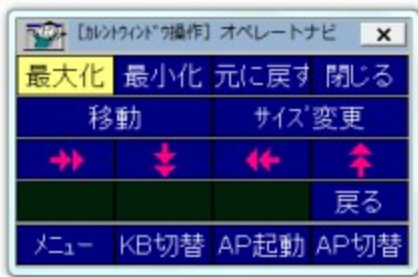 [カレントウィンドウ操作] オペレートナビ
最大化 最小化 元に戻す 閉じる
移動 サイズ変更
戻る
メニュー KB切替 AP起動 AP切替